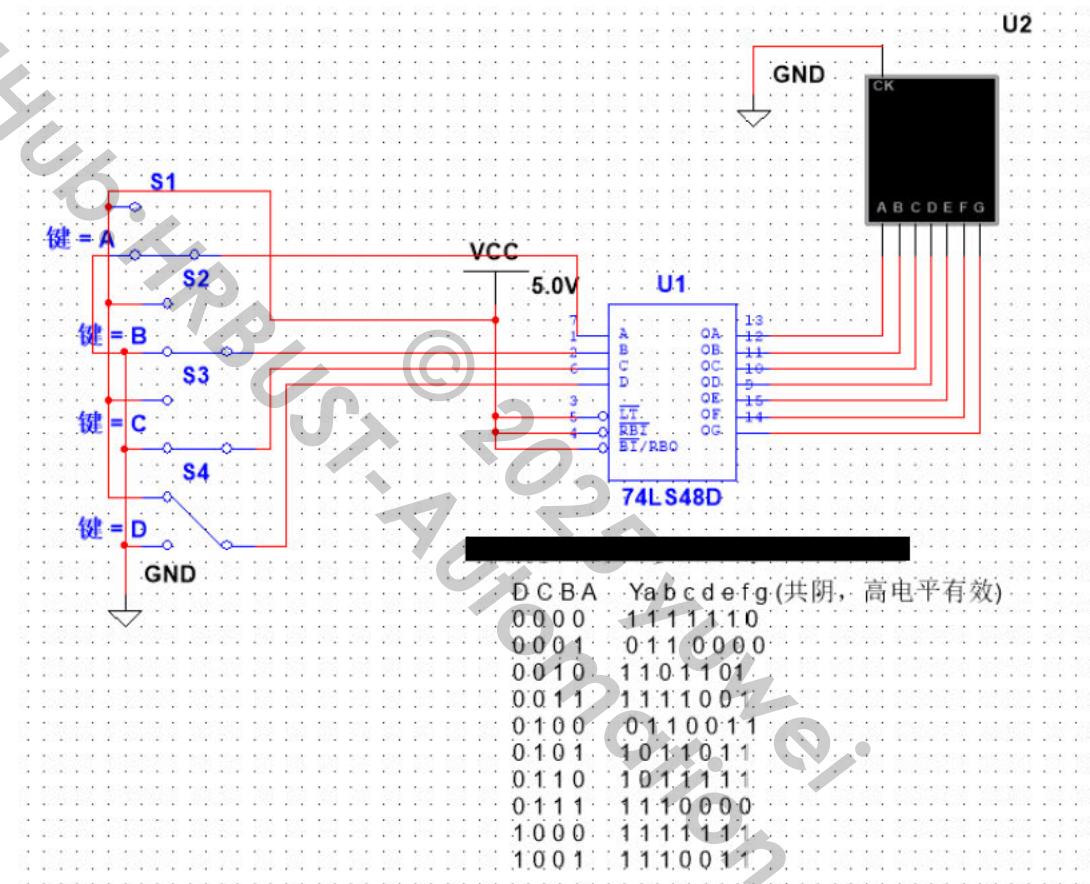 U2
GND
CK
A B C D E F G
S1
键 = A
S2
键 = B
S3
键 = C
S4
键 = D
GND
VCC
5.0V
U1
7
1
2
6
3
5
4
A
B
C
D
LT
RBI
BI/RBO
QA
QB
QC
QD
QE
QF
QG
13
12
11
10
9
15
14
74LS48D
D C B A Y a b c d e f g (共阴，高电平有效)
0 0 0 0 1 1 1 1 1 1 0
0 0 0 1 0 1 1 0 0 0 0
0 0 1 0 1 1 0 1 1 0 1
0 0 1 1 1 1 1 1 0 0 1
0 1 0 0 0 1 1 0 0 1 1
0 1 0 1 1 0 1 1 0 1 1
0 1 1 0 1 0 1 1 1 1 1
0 1 1 1 1 1 1 0 0 0 0
1 0 0 0 1 1 1 1 1 1 1
1 0 0 1 1 1 1 0 0 1 1
Hub:HRBUST-Automation
© 2025 yuwei